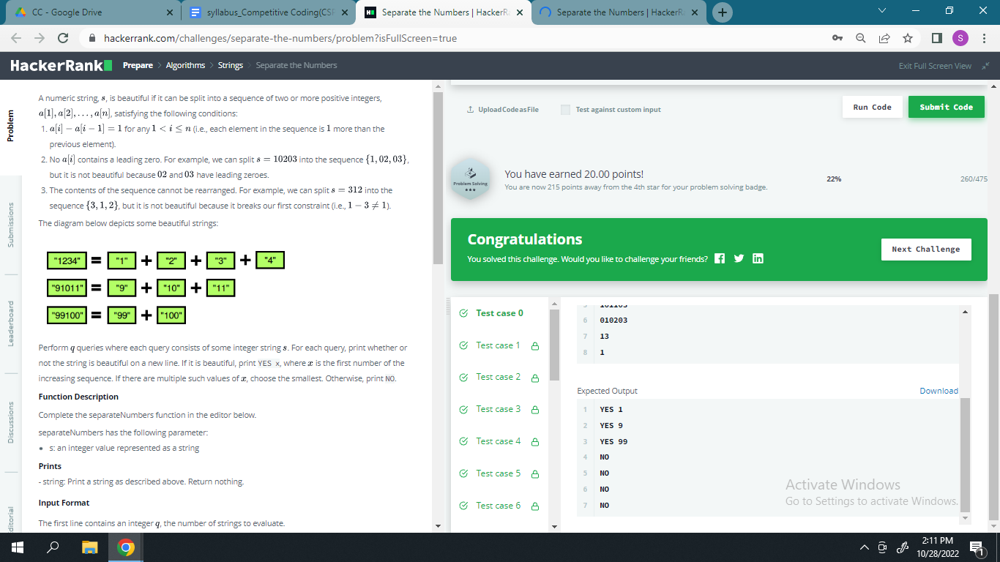 CC - Google Drive
syllabus_Competitive Coding(CSE
Separate the Numbers | HackerRa
Separate the Numbers | HackerRa
hackerrank.com/challenges/separate-the-numbers/problem?isFullScreen=true
S
HackerRank
Prepare > Algorithms > Strings > Separate the Numbers
Exit Full Screen View
Problem
Submissions
Leaderboard
Discussions
ditorial
A numeric string, s, is beautiful if it can be split into a sequence of two or more positive integers,
a[1], a[2], . . . , a[n], satisfying the following conditions:
1. a[i] − a[i − 1] = 1 for any 1 < i ≤ n (i.e., each element in the sequence is 1 more than the
previous element).
2. No a[i] contains a leading zero. For example, we can split s = 10203 into the sequence {1, 02, 03},
but it is not beautiful because 02 and 03 have leading zeroes.
3. The contents of the sequence cannot be rearranged. For example, we can split s = 312 into the
sequence {3, 1, 2}, but it is not beautiful because it breaks our first constraint (i.e., 1 − 3 ≠ 1).
The diagram below depicts some beautiful strings:
"1234" = "1" + "2" + "3" + "4"
"91011" = "9" + "10" + "11"
"99100" = "99" + "100"
Perform q queries where each query consists of some integer string s. For each query, print whether or
not the string is beautiful on a new line. If it is beautiful, print YES x, where x is the first number of the
increasing sequence. If there are multiple such values of x, choose the smallest. Otherwise, print NO.
Function Description
Complete the separateNumbers function in the editor below.
separateNumbers has the following parameter:
• s: an integer value represented as a string
Prints
- string: Print a string as described above. Return nothing.
Input Format
The first line contains an integer q, the number of strings to evaluate.
Upload Code as File
Test against custom input
Run Code
Submit Code
Problem Solving
You have earned 20.00 points!
You are now 215 points away from the 4th star for your problem solving badge.
22%
260/475
Congratulations
You solved this challenge. Would you like to challenge your friends?
Next Challenge
Test case 0
Test case 1
Test case 2
Test case 3
Test case 4
Test case 5
Test case 6
5 101103
6 010203
7 13
8 1
Expected Output
Download
1 YES 1
2 YES 9
3 YES 99
4 NO
5 NO
6 NO
7 NO
Activate Windows
Go to Settings to activate Windows.
2:11 PM
10/28/2022
1